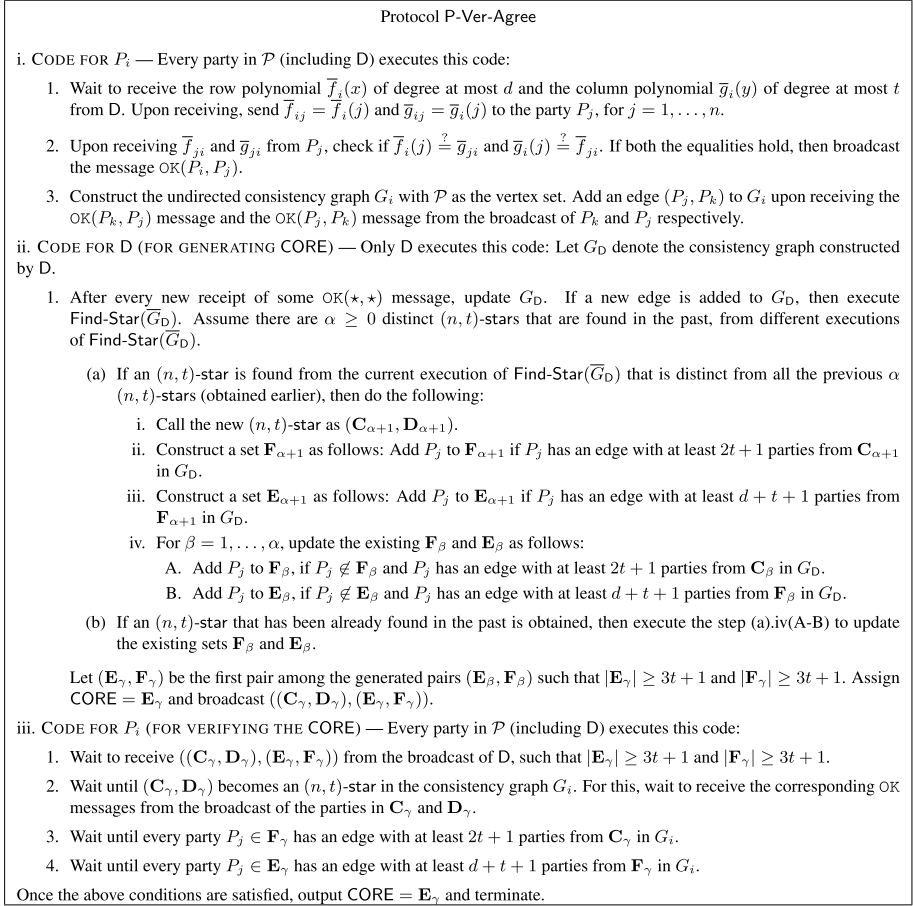 Protocol P-Ver-Agree
i. CODE FOR P_i — Every party in 𝒫 (including D) executes this code:
1. Wait to receive the row polynomial f̅_i(x) of degree at most d and the column polynomial g̅_i(y) of degree at most t
from D. Upon receiving, send f̅_ij = f̅_i(j) and g̅_ij = g̅_i(j) to the party P_j, for j = 1, . . . , n.
2. Upon receiving f̅_ji and g̅_ji from P_j, check if f̅_i(j) ≟ g̅_ji and g̅_i(j) ≟ f̅_ji. If both the equalities hold, then broadcast
the message OK(P_i, P_j).
3. Construct the undirected consistency graph G_i with 𝒫 as the vertex set. Add an edge (P_j, P_k) to G_i upon receiving the
OK(P_k, P_j) message and the OK(P_j, P_k) message from the broadcast of P_k and P_j respectively.
ii. CODE FOR D (FOR GENERATING CORE) — Only D executes this code: Let G_D denote the consistency graph constructed
by D.
1. After every new receipt of some OK(⋆, ⋆) message, update G_D. If a new edge is added to G_D, then execute
Find-Star(G̅_D). Assume there are α ≥ 0 distinct (n, t)-stars that are found in the past, from different executions
of Find-Star(G̅_D).
(a) If an (n, t)-star is found from the current execution of Find-Star(G̅_D) that is distinct from all the previous α
(n, t)-stars (obtained earlier), then do the following:
i. Call the new (n, t)-star as (C_α+1, D_α+1).
ii. Construct a set F_α+1 as follows: Add P_j to F_α+1 if P_j has an edge with at least 2t + 1 parties from C_α+1
in G_D.
iii. Construct a set E_α+1 as follows: Add P_j to E_α+1 if P_j has an edge with at least d + t + 1 parties from
F_α+1 in G_D.
iv. For β = 1, . . . , α, update the existing F_β and E_β as follows:
A. Add P_j to F_β, if P_j ∉ F_β and P_j has an edge with at least 2t + 1 parties from C_β in G_D.
B. Add P_j to E_β, if P_j ∉ E_β and P_j has an edge with at least d + t + 1 parties from F_β in G_D.
(b) If an (n, t)-star that has been already found in the past is obtained, then execute the step (a).iv(A-B) to update
the existing sets F_β and E_β.
Let (E_γ, F_γ) be the first pair among the generated pairs (E_β, F_β) such that |E_γ| ≥ 3t + 1 and |F_γ| ≥ 3t + 1. Assign
CORE = E_γ and broadcast ((C_γ, D_γ), (E_γ, F_γ)).
iii. CODE FOR P_i (FOR VERIFYING THE CORE) — Every party in 𝒫 (including D) executes this code:
1. Wait to receive ((C_γ, D_γ), (E_γ, F_γ)) from the broadcast of D, such that |E_γ| ≥ 3t + 1 and |F_γ| ≥ 3t + 1.
2. Wait until (C_γ, D_γ) becomes an (n, t)-star in the consistency graph G_i. For this, wait to receive the corresponding OK
messages from the broadcast of the parties in C_γ and D_γ.
3. Wait until every party P_j ∈ F_γ has an edge with at least 2t + 1 parties from C_γ in G_i.
4. Wait until every party P_j ∈ E_γ has an edge with at least d + t + 1 parties from F_γ in G_i.
Once the above conditions are satisfied, output CORE = E_γ and terminate.